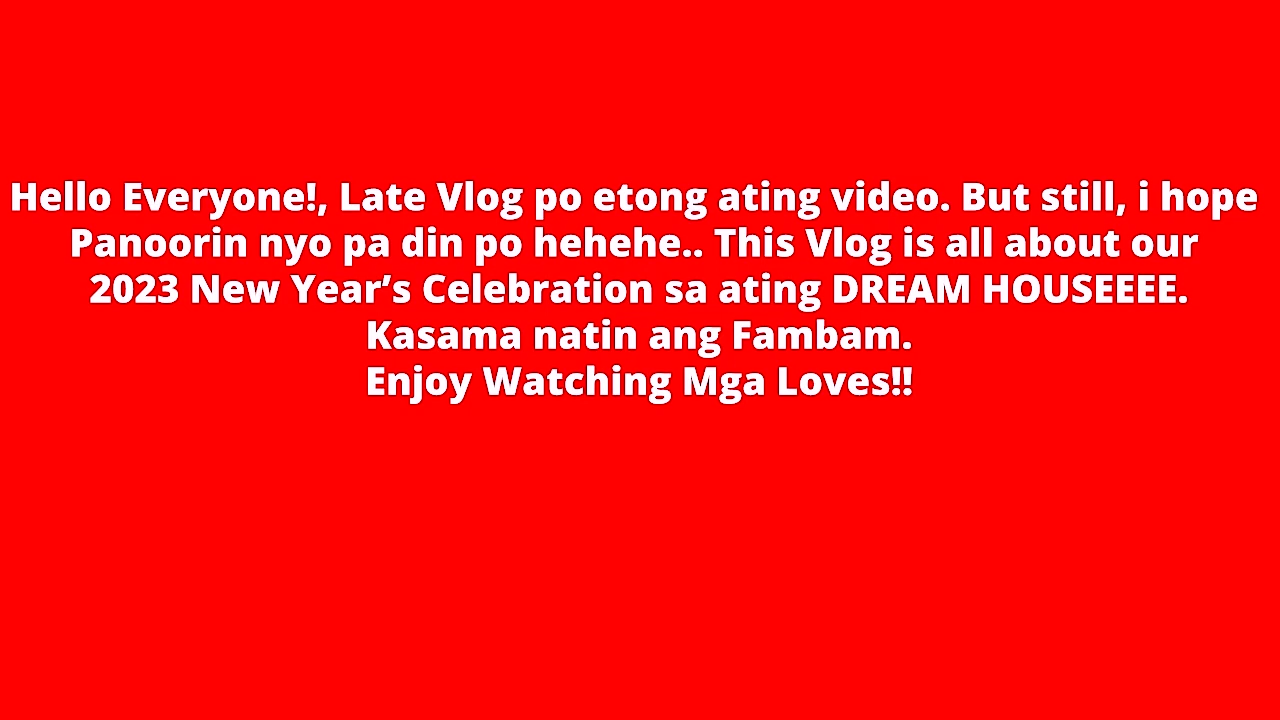 Hello Everyone!, Late Vlog po etong ating video. But still, i hope
Panoorin nyo pa din po hehehe.. This Vlog is all about our
2023 New Year’s Celebration sa ating DREAM HOUSEEEE.
Kasama natin ang Fambam.
Enjoy Watching Mga Loves!!